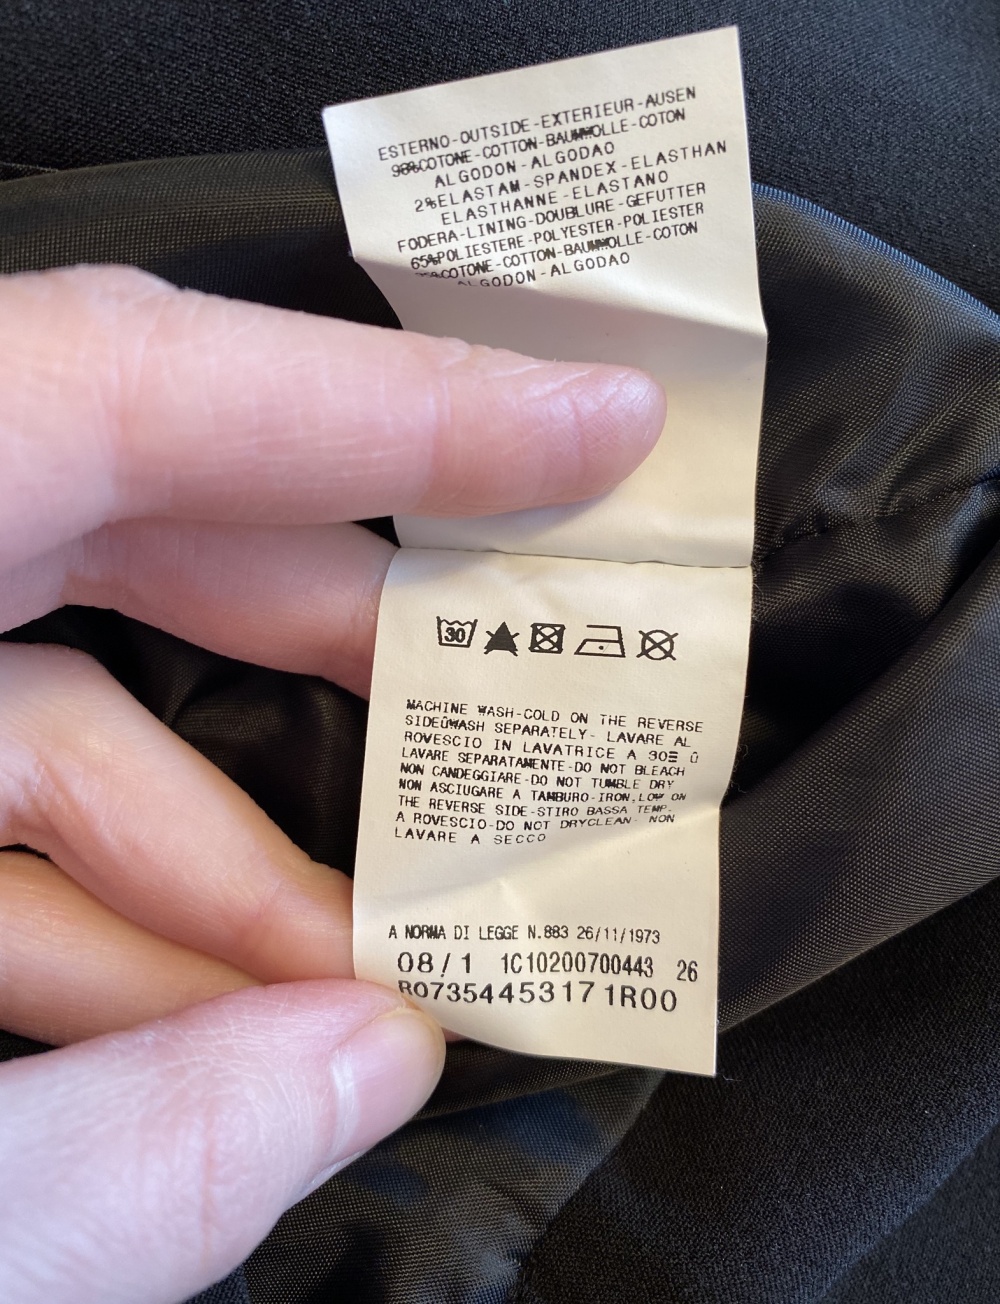 ESTERNO-OUTSIDE-EXTERIEUR-AUSEN
98%COTONE-COTTON-BAUMWOLLE-COTON
ALGODON-ALGODAO
2%ELASTAM-SPANDEX-ELASTHAN
ELASTHANNE-ELASTANO
FODERA-LINING-DOUBLURE-GEFUTTER
65%POLIESTERE-POLYESTER-POLIESTER
COTONE-COTTON-BAUMWOLLE-COTON
ALGODON-ALGODAO
30
MACHINE WASH-COLD ON THE REVERSE
SIDEÛWASH SEPARATELY- LAVARE AL
ROVESCIO IN LAVATRICE A 30 Û
LAVARE SEPARATAMENTE-DO NOT BLEACH
NON CANDEGGIARE-DO NOT TUMBLE DRY
NON ASCIUGARE A TAMBURO-IRON,LOW ON
THE REVERSE SIDE-STIRO BASSA TEMP.
A ROVESCIO-DO NOT DRYCLEAN- NON
LAVARE A SECCO
A NORMA DI LEGGE N.883 26/11/1973
08/1 1C10200700443 26
R0735445317 1R00